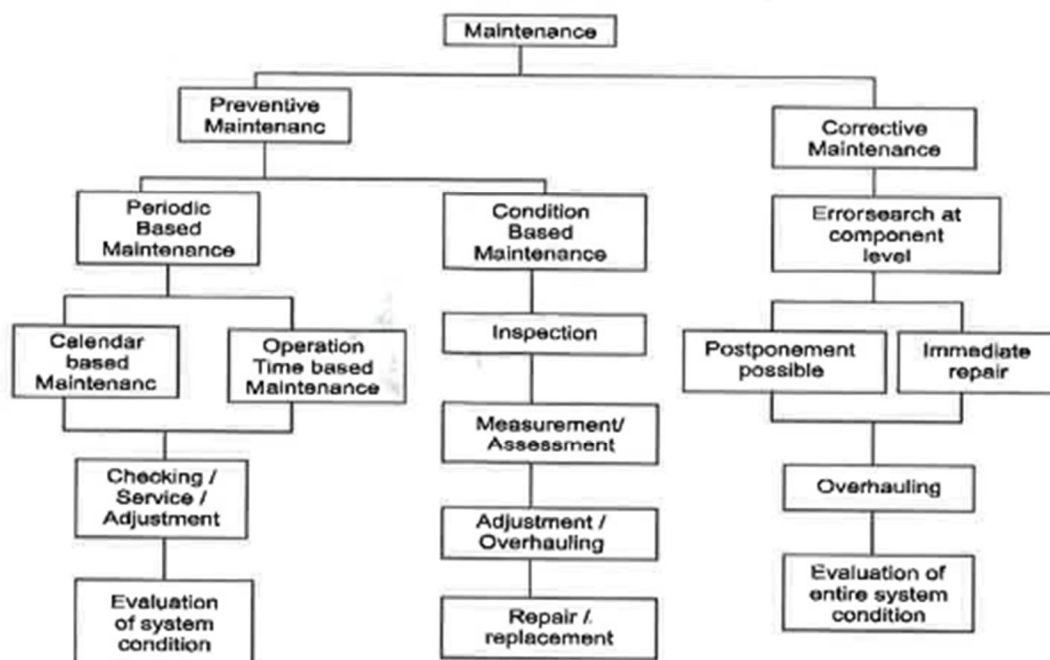 Maintenance
Preventive
Maintenanc
Corrective
Maintenance
Periodic
Based
Maintenance
Condition
Based
Maintenance
Errorsearch at
component
level
Calendar
based
Maintenanc
Operation
Time based
Maintenance
Inspection
Postponement
possible
Immediate
repair
Measurement/
Assessment
Checking /
Service /
Adjustment
Overhauling
Adjustment /
Overhauling
Evaluation
of system
condition
Repair /
replacement
Evaluation of
entire system
condition